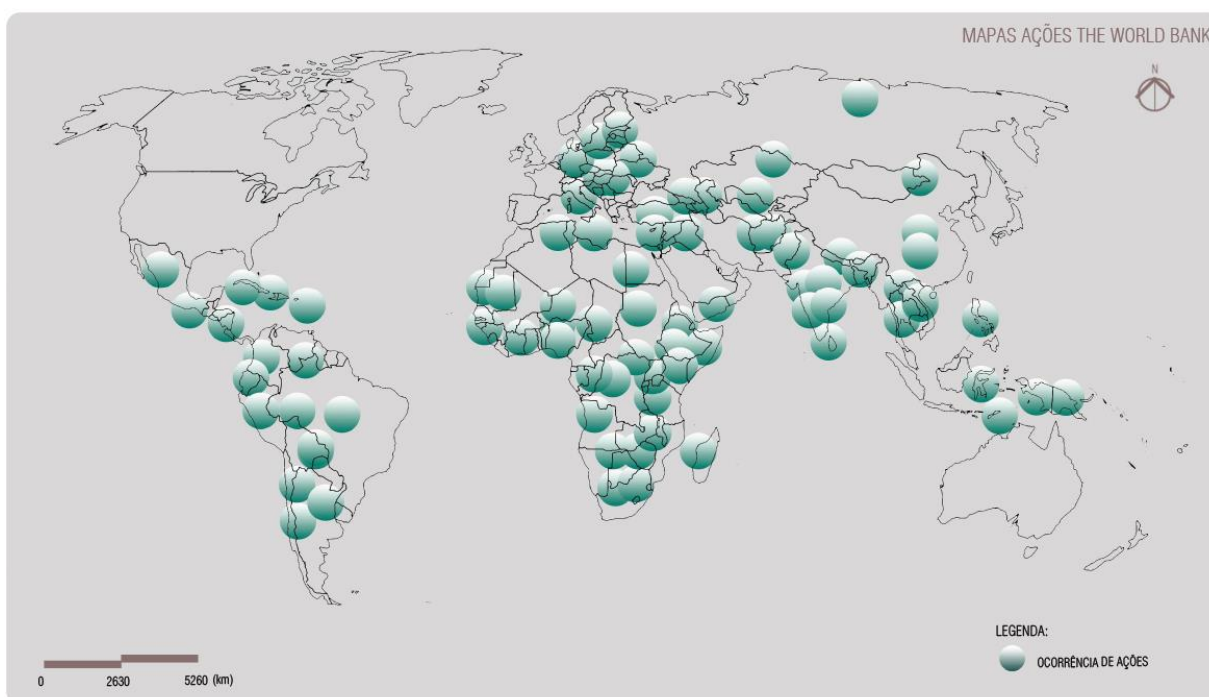 MAPAS AÇÕES THE WORLD BANK
N
LEGENDA:
OCORRÊNCIA DE AÇÕES
0 2630 5260 (km)